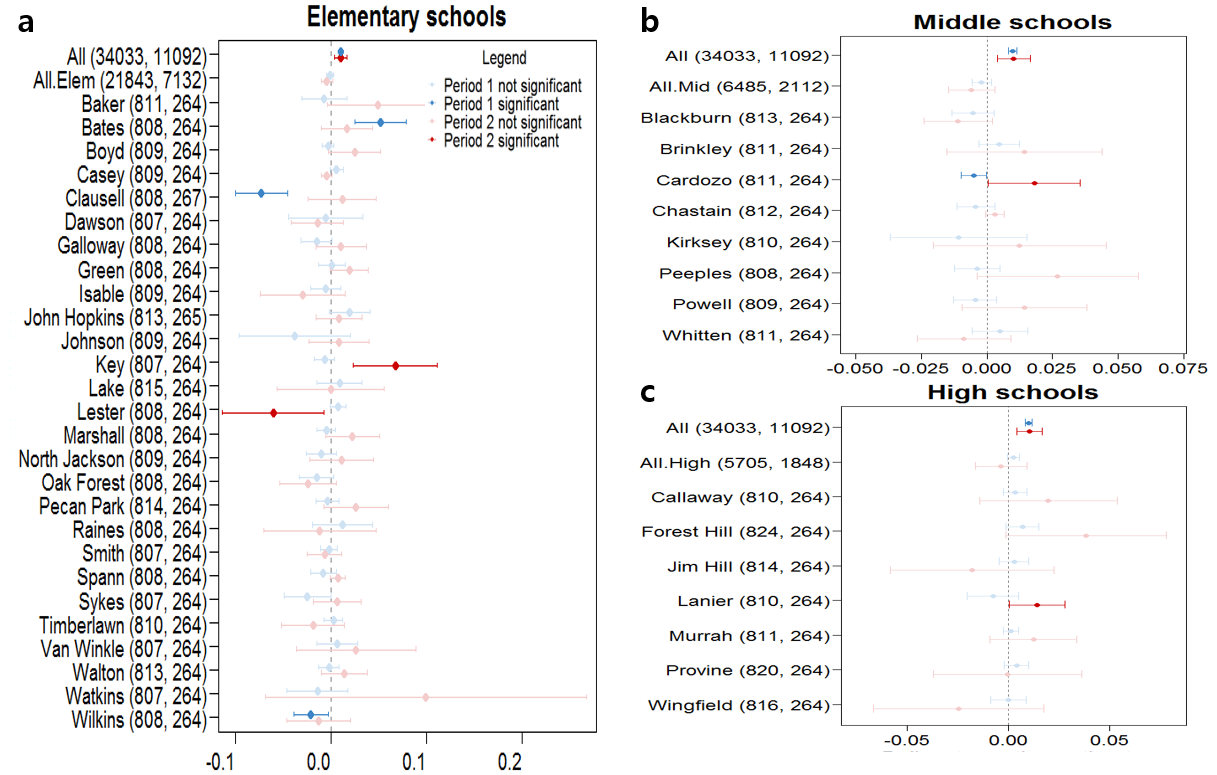 a
Elementary schools
Legend
Period 1 not significant
Period 1 significant
Period 2 not significant
Period 2 significant
All (34033, 11092)
All.Elem (21843, 7132)
Baker (811, 264)
Bates (808, 264)
Boyd (809, 264)
Casey (809, 264)
Clausell (808, 267)
Dawson (807, 264)
Galloway (808, 264)
Green (808, 264)
Isable (809, 264)
John Hopkins (813, 265)
Johnson (809, 264)
Key (807, 264)
Lake (815, 264)
Lester (808, 264)
Marshall (808, 264)
North Jackson (809, 264)
Oak Forest (808, 264)
Pecan Park (814, 264)
Raines (808, 264)
Smith (807, 264)
Spann (808, 264)
Sykes (807, 264)
Timberlawn (810, 264)
Van Winkle (807, 264)
Walton (813, 264)
Watkins (807, 264)
Wilkins (808, 264)
-0.1 0.0 0.1 0.2
b
Middle schools
All (34033, 11092)
All.Mid (6485, 2112)
Blackburn (813, 264)
Brinkley (811, 264)
Cardozo (811, 264)
Chastain (812, 264)
Kirksey (810, 264)
Peeples (808, 264)
Powell (809, 264)
Whitten (811, 264)
-0.050 -0.025 0.000 0.025 0.050 0.075
c
High schools
All (34033, 11092)
All.High (5705, 1848)
Callaway (810, 264)
Forest Hill (824, 264)
Jim Hill (814, 264)
Lanier (810, 264)
Murrah (811, 264)
Provine (820, 264)
Wingfield (816, 264)
-0.05 0.00 0.05